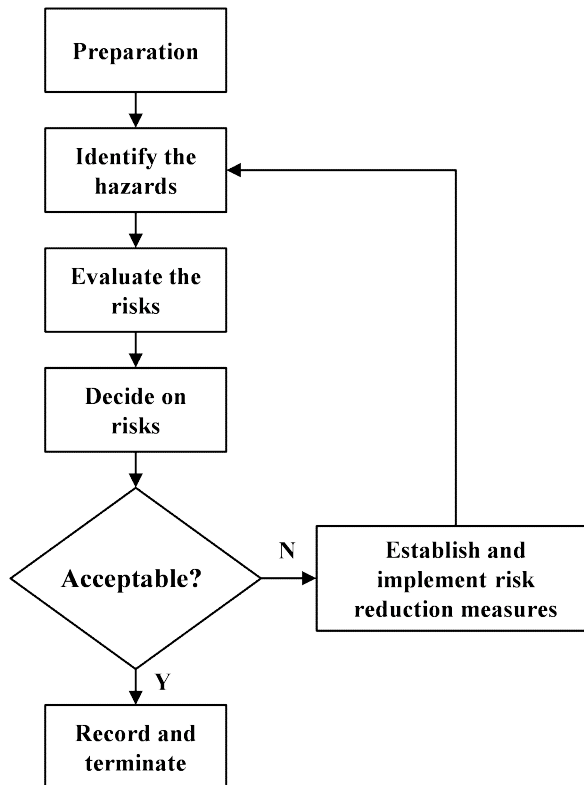 Preparation
Identify the
hazards
Evaluate the
risks
Decide on
risks
Acceptable?
N
Establish and
implement risk
reduction measures
Y
Record and
terminate